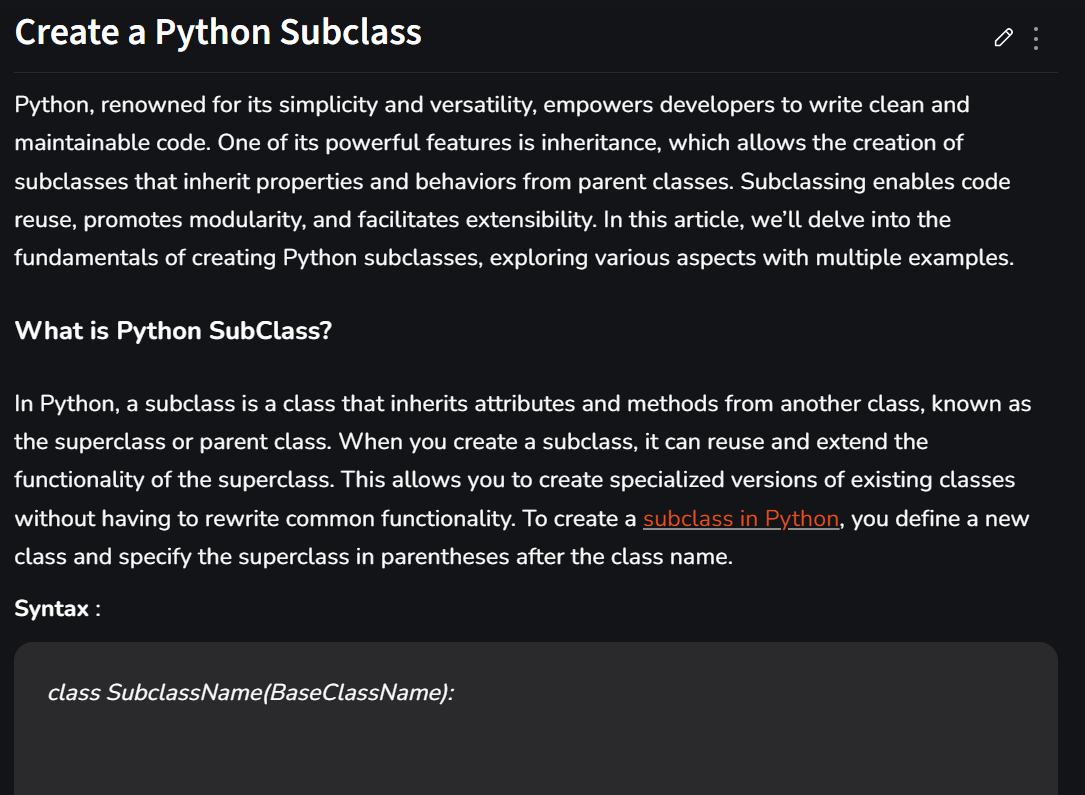 Create a Python Subclass
Python, renowned for its simplicity and versatility, empowers developers to write clean and
maintainable code. One of its powerful features is inheritance, which allows the creation of
subclasses that inherit properties and behaviors from parent classes. Subclassing enables code
reuse, promotes modularity, and facilitates extensibility. In this article, we’ll delve into the
fundamentals of creating Python subclasses, exploring various aspects with multiple examples.
What is Python SubClass?
In Python, a subclass is a class that inherits attributes and methods from another class, known as
the superclass or parent class. When you create a subclass, it can reuse and extend the
functionality of the superclass. This allows you to create specialized versions of existing classes
without having to rewrite common functionality. To create a subclass in Python, you define a new
class and specify the superclass in parentheses after the class name.
Syntax :
class SubclassName(BaseClassName):